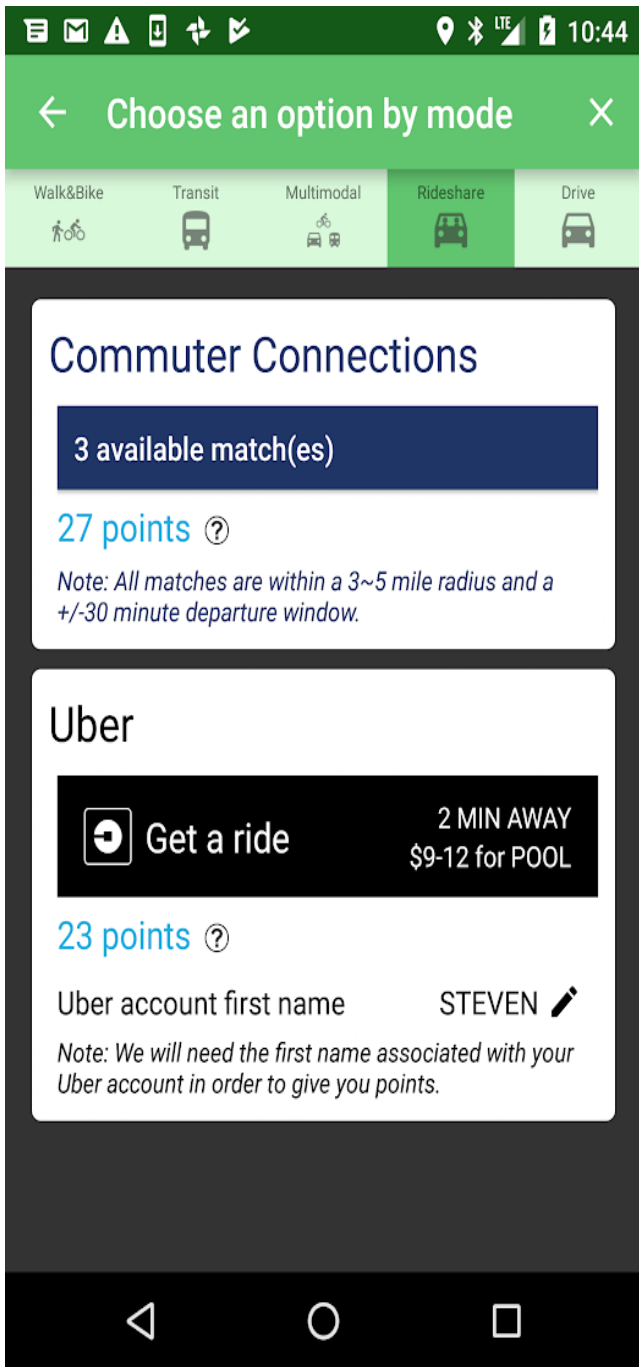 LTE 10:44
Choose an option by mode
Walk&Bike Transit Multimodal Rideshare Drive
Commuter Connections
3 available match(es)
27 points ?
Note: All matches are within a 3~5 mile radius and a
+/-30 minute departure window.
Uber
Get a ride
2 MIN AWAY
$9-12 for POOL
23 points ?
Uber account first name STEVEN
Note: We will need the first name associated with your
Uber account in order to give you points.